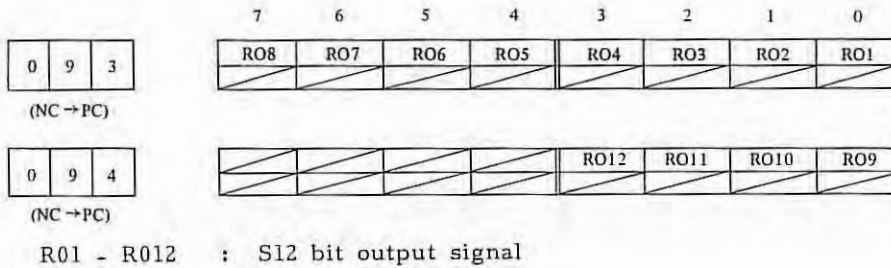 7 6 5 4 3 2 1 0
0 9 3 RO8 RO7 RO6 RO5 RO4 RO3 RO2 RO1
(NC→PC)
0 9 4 RO12 RO11 RO10 RO9
(NC→PC)
R01 - R012 : S12 bit output signal